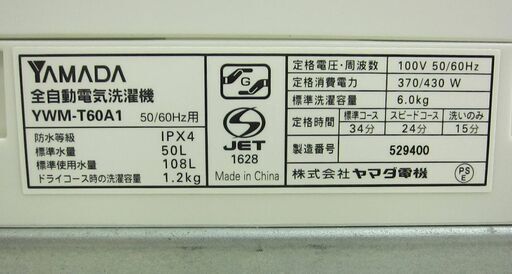 YAMADA
全自動電気洗濯機
YWM-T60A1 50/60Hz用
防水等級 IPX4
標準水量 50L
標準使用水量 108L
ドライコース時の洗濯容量 1.2kg
G
S
JET
1628
Made in China
定格電圧・周波数 100V 50/60Hz
定格消費電力 370/430 W
標準洗濯容量 6.0kg
定格時間 標準コース スピードコース 洗いのみ
34分 24分 15分
製造番号 529400
株式会社 ヤマダ電機
PS
E